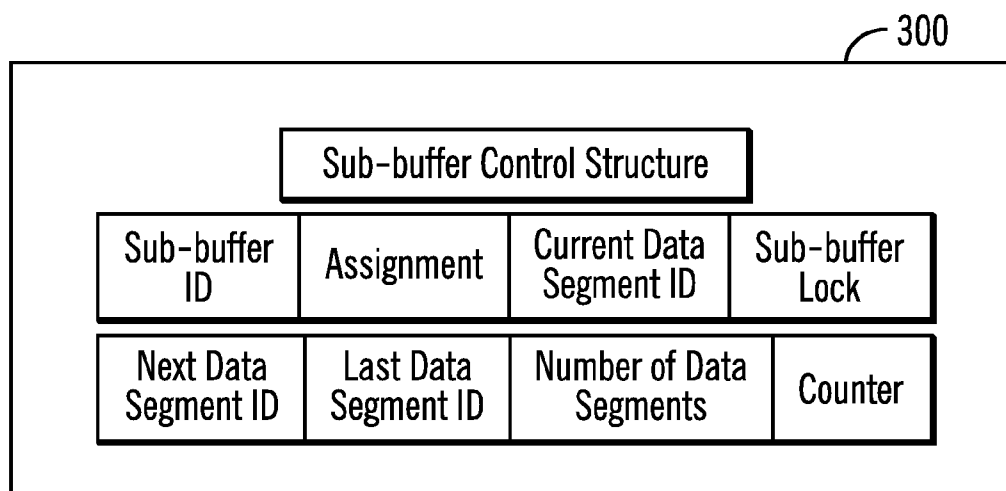 300
Sub-buffer Control Structure
Sub-buffer
ID
Assignment
Current Data
Segment ID
Sub-buffer
Lock
Next Data
Segment ID
Last Data
Segment ID
Number of Data
Segments
Counter